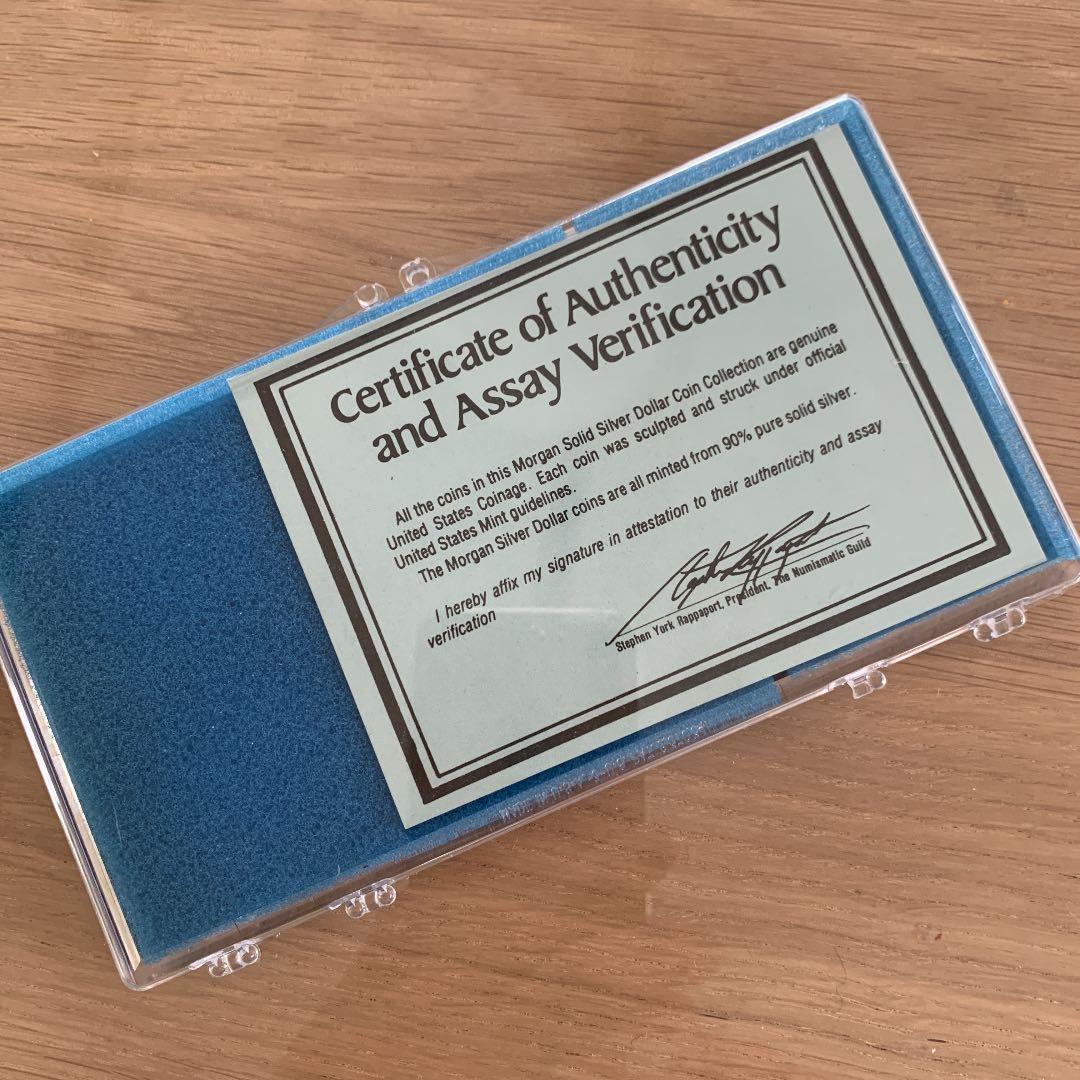 Certificate of Authenticity
and Assay Verification
All the coins in this Morgan Solid Silver Dollar Coin Collection are genuine
United States Coinage. Each coin was sculpted and struck under official
United States Mint guidelines.
The Morgan Silver Dollar coins are all minted from 90% pure solid silver.
I hereby affix my signature in attestation to their authenticity and assay
verification
Stephen York Rappaport, President, The Numismatic Guild